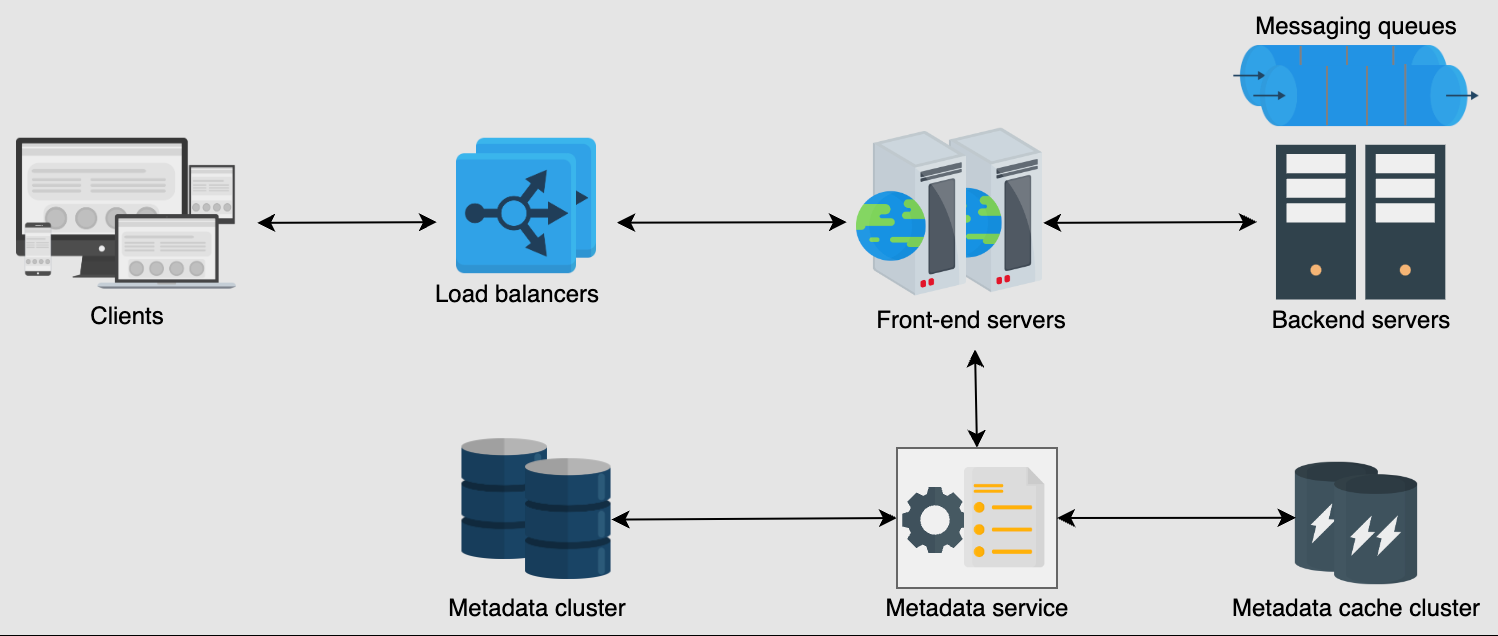 Messaging queues
Clients
Load balancers
Front-end servers
Backend servers
Metadata cluster
Metadata service
Metadata cache cluster